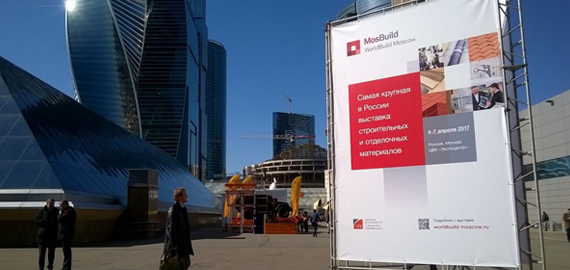 MosBuild
WorldBuild Moscow
Самая крупная
в России
выставка
строительных
и отделочных
материалов
4–7 апреля 2017
Россия, Москва
ЦВК «Экспоцентр»
Подробнее о выставке
worldbuild-moscow.ru